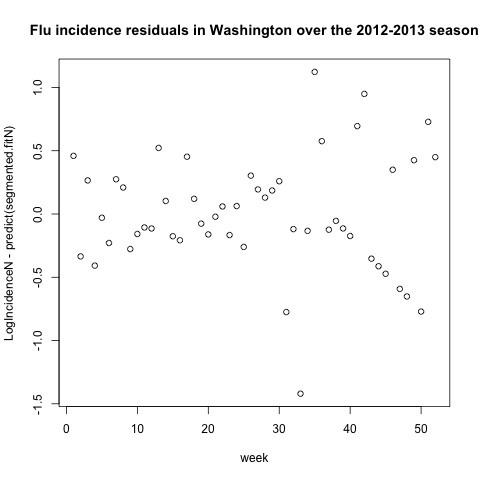 Flu incidence residuals in Washington over the 2012-2013 season
LogIncidenceN - predict(segmented.fitN)
1.0
0.5
0.0
-0.5
-1.0
-1.5
0 10 20 30 40 50
week